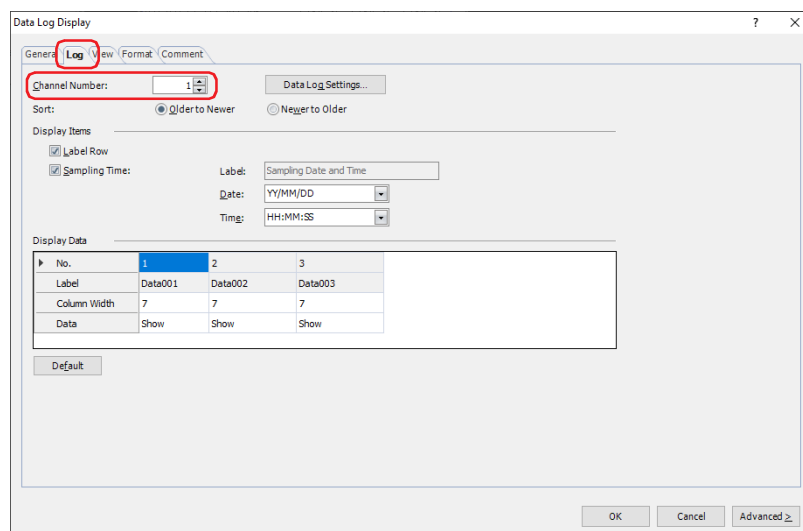 Data Log Display ? ×
General Log View Format Comment
Channel Number: 1 Data Log Settings...
Sort: Older to Newer Newer to Older
Display Items
Label Row
Sampling Time: Label: Sampling Date and Time
Date: YY/MM/DD
Time: HH:MM:SS
Display Data
No. 1 2 3
Label Data001 Data002 Data003
Column Width 7 7 7
Data Show Show Show
Default
OK Cancel Advanced >